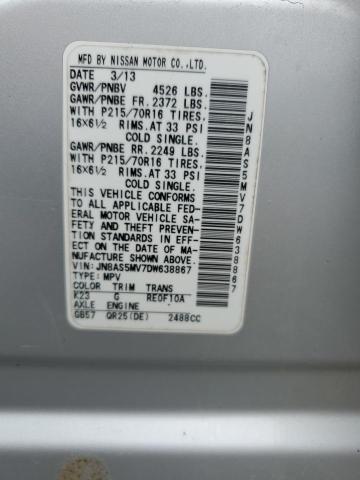 MFD BY NISSAN MOTOR CO.,LTD.
DATE 3/13
GVWR/PNBV 4526 LBS.
GAWR/PNBE FR. 2372 LBS.
WITH P215/70R16 TIRES.
16X6½ RIMS.AT 33 PSI
COLD SINGLE.
GAWR/PNBE RR. 2249 LBS.
WITH P215/70R16 TIRES.
16X6½ RIMS.AT 33 PSI
COLD SINGLE.
THIS VEHICLE CONFORMS
TO ALL APPLICABLE FED-
ERAL MOTOR VEHICLE SA-
FETY AND THEFT PREVEN-
TION STANDARDS IN EFF-
ECT ON THE DATE OF MA-
NUFACTURE SHOWN ABOVE.
VIN: JN8AS5MV7DW638867
TYPE: MPV
COLOR TRIM TRANS
K23 G RE0F10A
AXLE ENGINE
GB57 QR25(DE) 2488CC
JN8AS5MV7DW638867